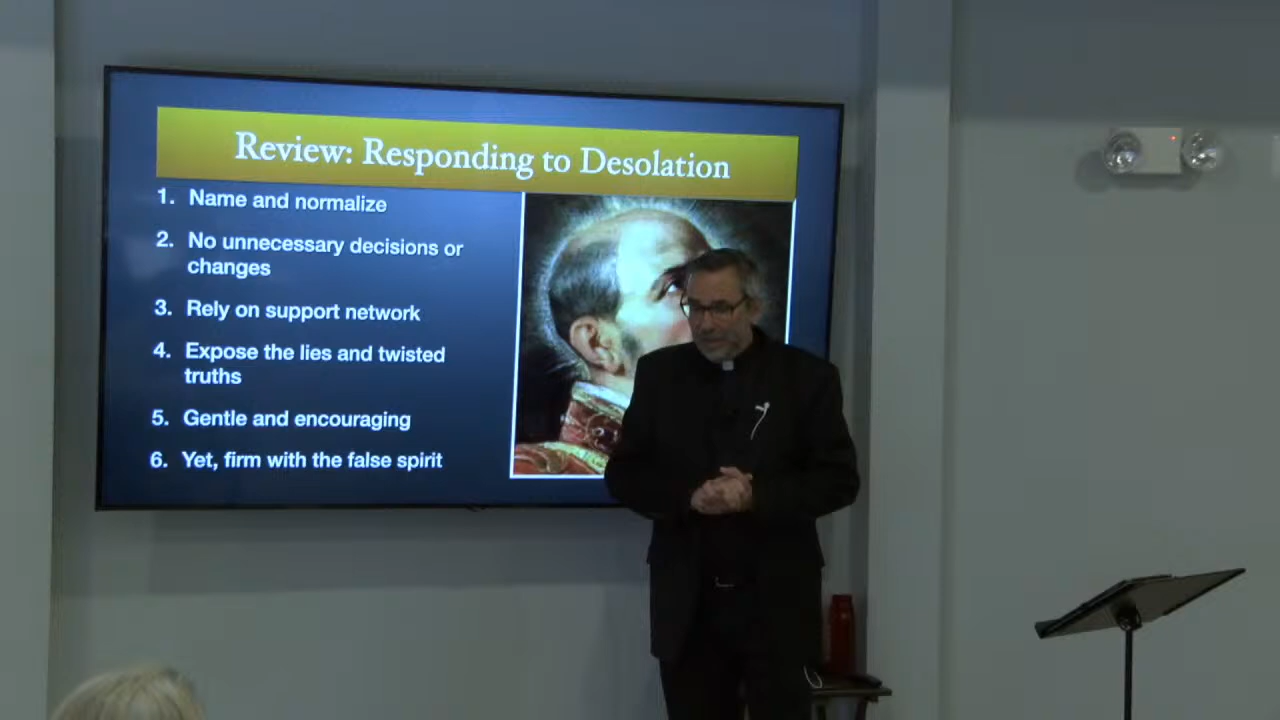 Review: Responding to Desolation
1. Name and normalize
2. No unnecessary decisions or
changes
3. Rely on support network
4. Expose the lies and twisted
truths
5. Gentle and encouraging
6. Yet, firm with the false spirit